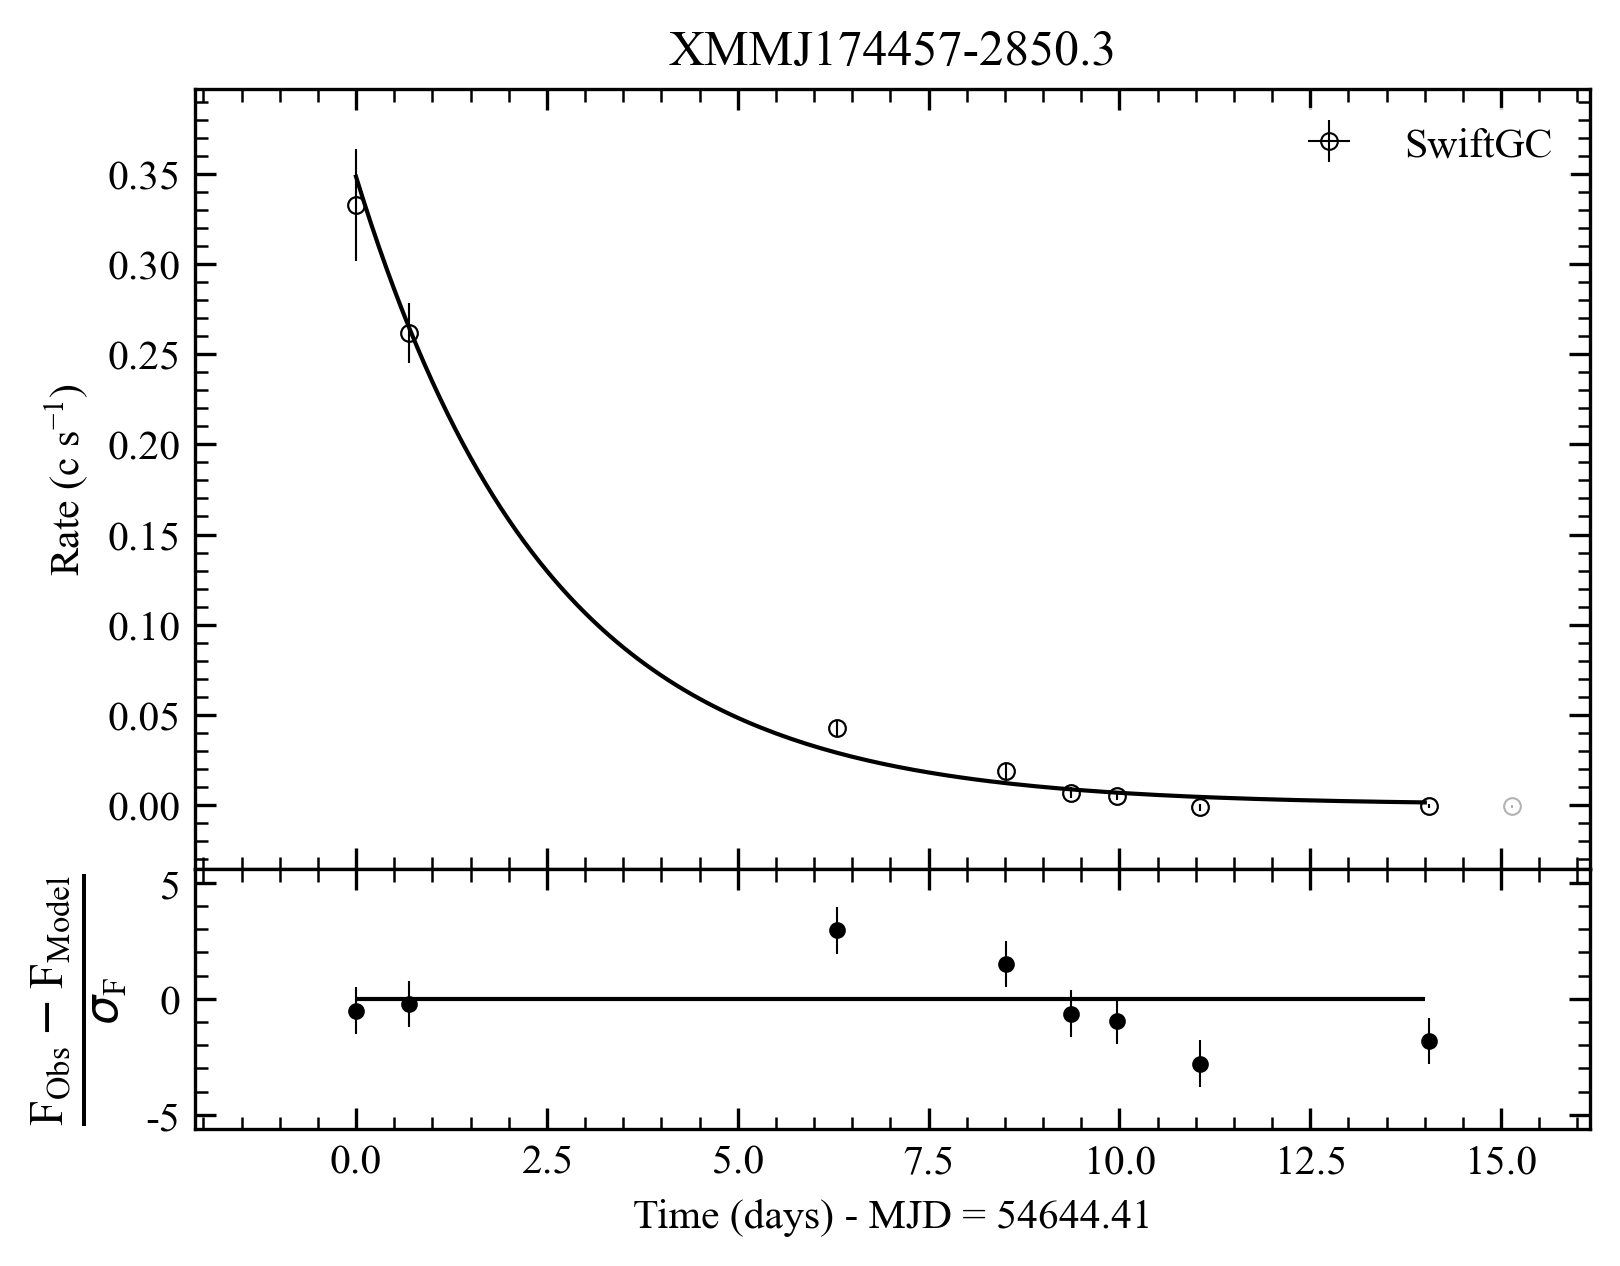 XMMJ174457-2850.3
SwiftGC
Rate (c s⁻¹)
0.35
0.30
0.25
0.20
0.15
0.10
0.05
0.00
F_Obs − F_Model
σ_F
5
0
-5
0.0 2.5 5.0 7.5 10.0 12.5 15.0
Time (days) - MJD = 54644.41